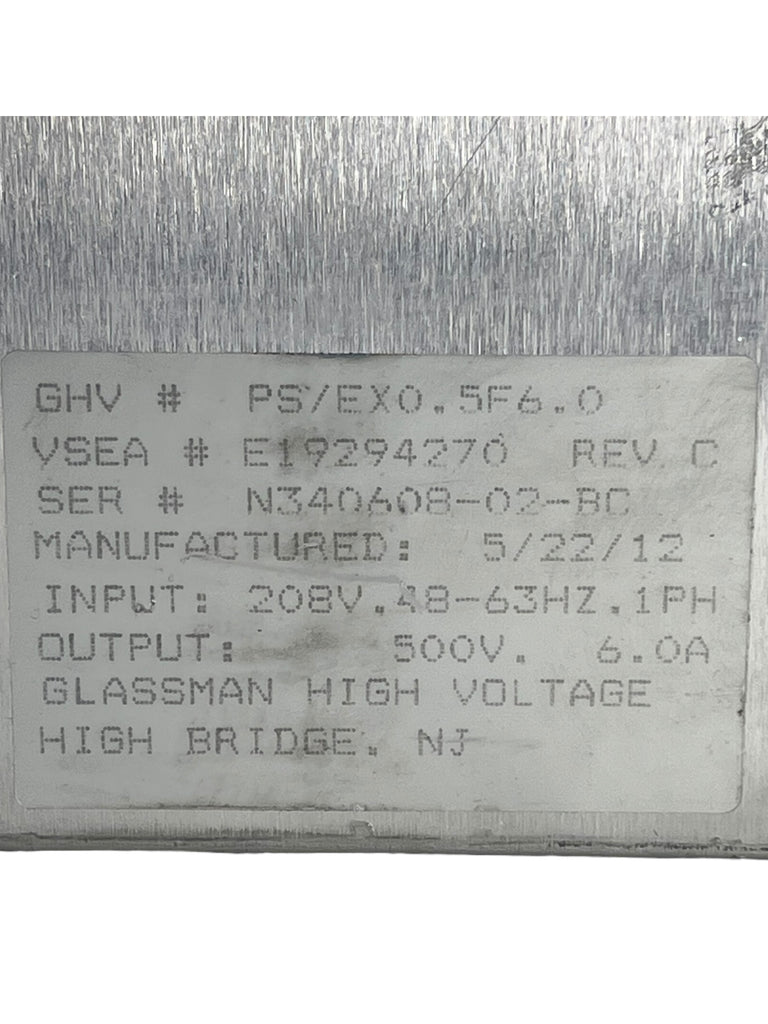 GHV # PS/EX0.5F6.0
VSEA # E19294270 REV. C
SER # N340608-02-BC
MANUFACTURED: 5/22/12
INPUT: 208V.48-63HZ.1PH
OUTPUT: 500V. 6.0A
GLASSMAN HIGH VOLTAGE
HIGH BRIDGE. NJ